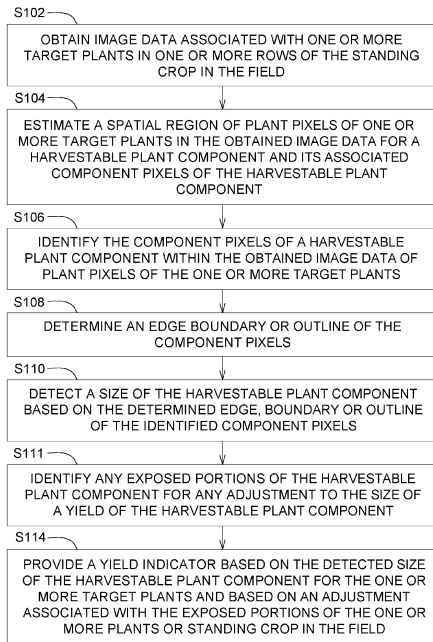 S102
OBTAIN IMAGE DATA ASSOCIATED WITH ONE OR MORE
TARGET PLANTS IN ONE OR MORE ROWS OF THE STANDING
CROP IN THE FIELD
S104
ESTIMATE A SPATIAL REGION OF PLANT PIXELS OF ONE OR
MORE TARGET PLANTS IN THE OBTAINED IMAGE DATA FOR
A HARVESTABLE PLANT COMPONENT AND ITS ASSOCIATED
COMPONENT PIXELS OF THE HARVESTABLE PLANT
COMPONENT
S106
IDENTIFY THE COMPONENT PIXELS OF A HARVESTABLE
PLANT COMPONENT WITHIN THE OBTAINED IMAGE DATA OF
PLANT PIXELS OF THE ONE OR MORE TARGET PLANTS
S108
DETERMINE AN EDGE BOUNDARY OR OUTLINE OF THE
COMPONENT PIXELS
S110
DETECT A SIZE OF THE HARVESTABLE PLANT COMPONENT
BASED ON THE DETERMINED EDGE, BOUNDARY OR OUTLINE
OF THE IDENTIFIED COMPONENT PIXELS
S111
IDENTIFY ANY EXPOSED PORTIONS OF THE HARVESTABLE
PLANT COMPONENT FOR ANY ADJUSTMENT TO THE SIZE OF
A YIELD OF THE HARVESTABLE PLANT COMPONENT
S114
PROVIDE A YIELD INDICATOR BASED ON THE DETECTED SIZE
OF THE HARVESTABLE PLANT COMPONENT FOR THE ONE OR
MORE TARGET PLANTS AND BASED ON AN ADJUSTMENT
ASSOCIATED WITH THE EXPOSED PORTIONS OF THE ONE OR
MORE PLANTS OR STANDING CROP IN THE FIELD